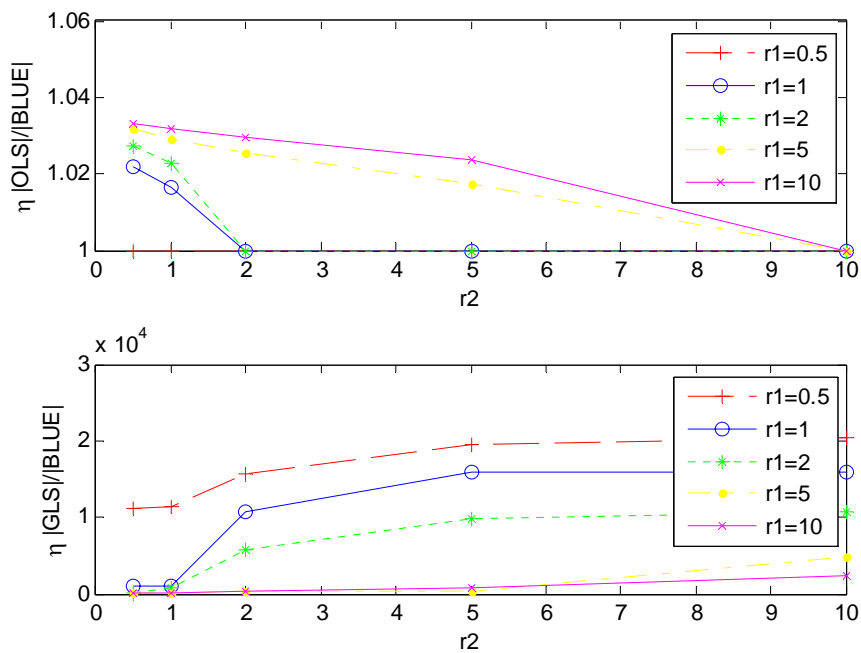 1.06
1.04
1.02
1
η |OLS|/|BLUE|
r1=0.5
r1=1
r1=2
r1=5
r1=10
0 1 2 3 4 5 6 7 8 9 10
r2
x 10^4
3
2
1
0
η |GLS|/|BLUE|
r1=0.5
r1=1
r1=2
r1=5
r1=10
0 1 2 3 4 5 6 7 8 9 10
r2